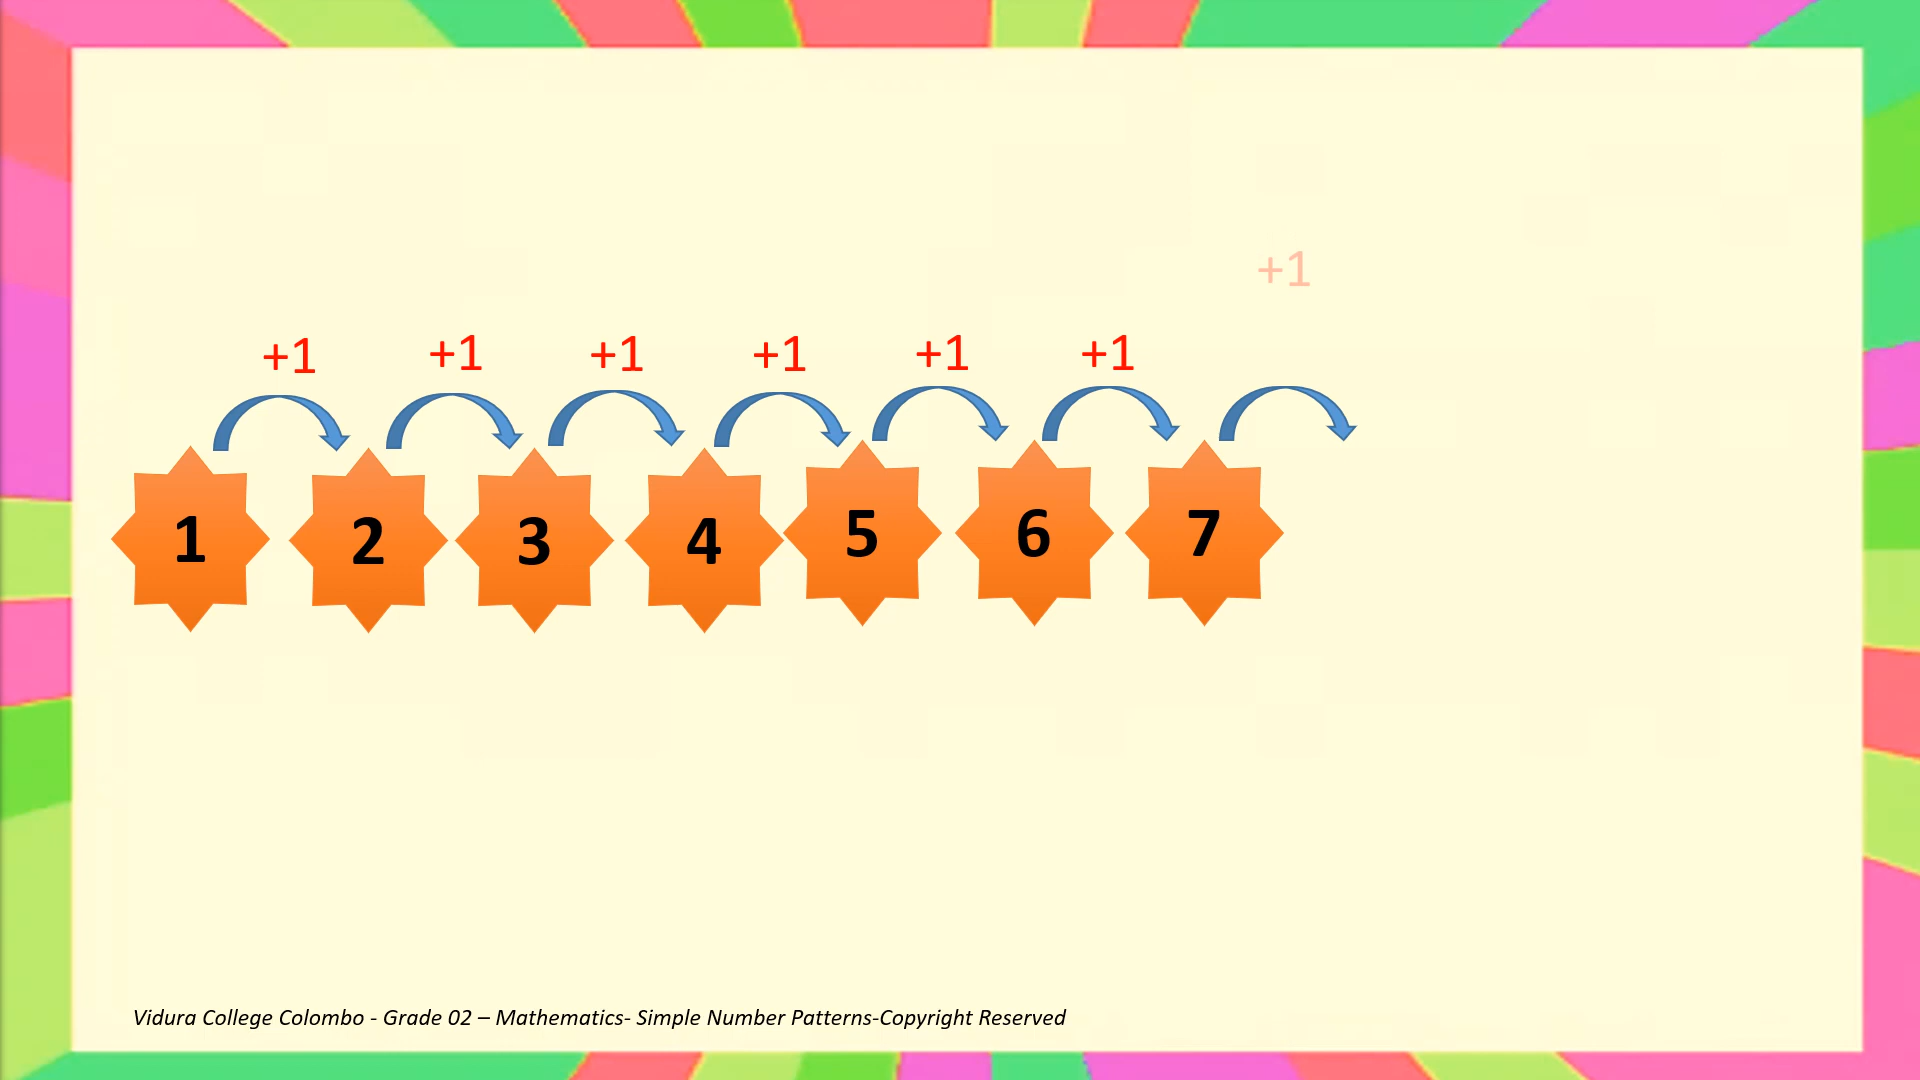 +1
+1 +1 +1 +1 +1 +1
1 2 3 4 5 6 7
Vidura College Colombo - Grade 02 – Mathematics- Simple Number Patterns-Copyright Reserved